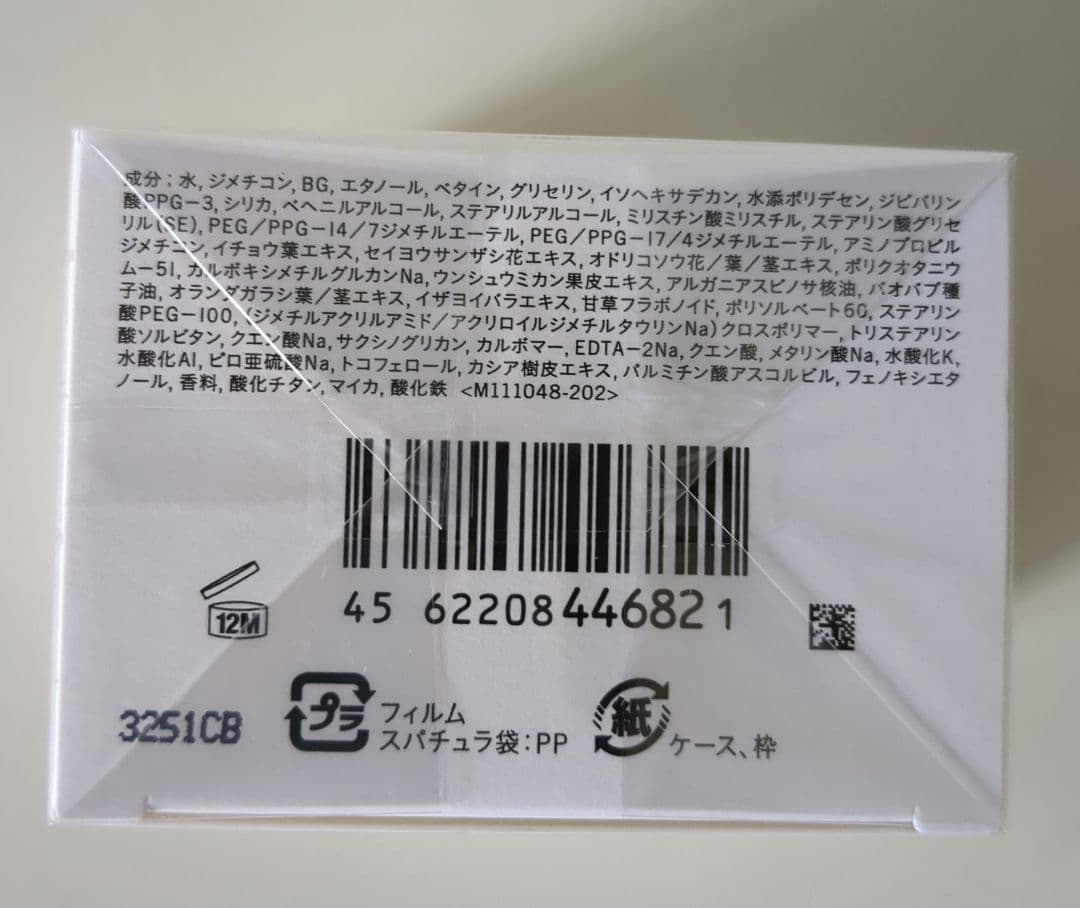 成分；水, ジメチコン, BG, エタノール, ベタイン, グリセリン, イソヘキサデカン, 水添ポリデセン, ジピバリン
酸PPG-3, シリカ, ベヘニルアルコール, ステアリルアルコール, ミリスチン酸ミリスチル, ステアリン酸グリセ
リル(SE), PEG／PPG-14／7ジメチルエーテル, PEG／PPG-17／4ジメチルエーテル, アミノプロピル
ジメチコン, イチョウ葉エキス, セイヨウサンザシ花エキス, オドリコソウ花／葉／茎エキス, ポリクオタニウ
ム-51, カルボキシメチルグルカンNa, ウンシュウミカン果皮エキス, アルガニアスピノサ核油, バオバブ種
子油, オランダガラシ葉／茎エキス, イザヨイバラエキス, 甘草フラボノイド, ポリソルベート60, ステアリン
酸PEG-100, (ジメチルアクリルアミド／アクリロイルジメチルタウリンNa)クロスポリマー, トリステアリン
酸ソルビタン, クエン酸Na, サクシノグリカン, カルボマー, EDTA-2Na, クエン酸, メタリン酸Na, 水酸化K,
水酸化Al, ピロ亜硫酸Na, トコフェロール, カシア樹皮エキス, パルミチン酸アスコルビル, フェノキシエタ
ノール, 香料, 酸化チタン, マイカ, 酸化鉄 <M111048-202>
45 62208 446821
12M
3251CB
プラ
フィルム
スパチュラ袋：PP
紙
ケース、枠